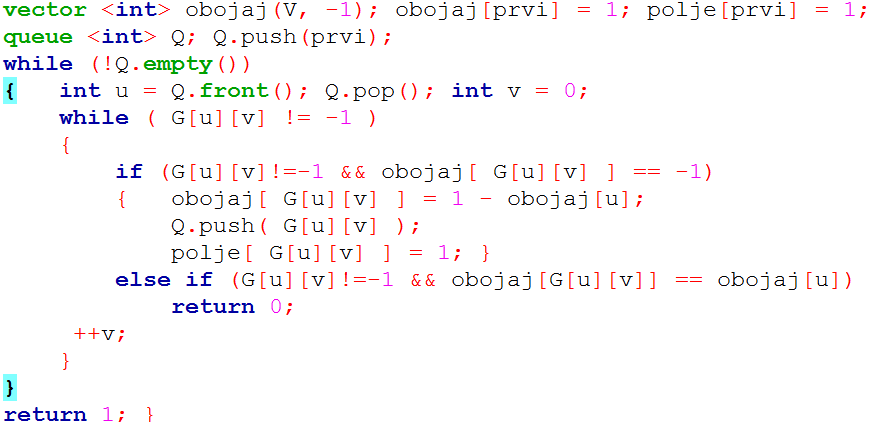 vector <int> obojaj(V, -1); obojaj[prvi] = 1; polje[prvi] = 1;
queue <int> Q; Q.push(prvi);
while (!Q.empty())
{   int u = Q.front(); Q.pop(); int v = 0;
    while ( G[u][v] != -1 )
    {
        if (G[u][v]!=-1 && obojaj[ G[u][v] ] == -1)
        {   obojaj[ G[u][v] ] = 1 - obojaj[u];
            Q.push( G[u][v] );
            polje[ G[u][v] ] = 1; }
        else if (G[u][v]!=-1 && obojaj[G[u][v]] == obojaj[u])
            return 0;
     ++v;
    }
}
return 1; }